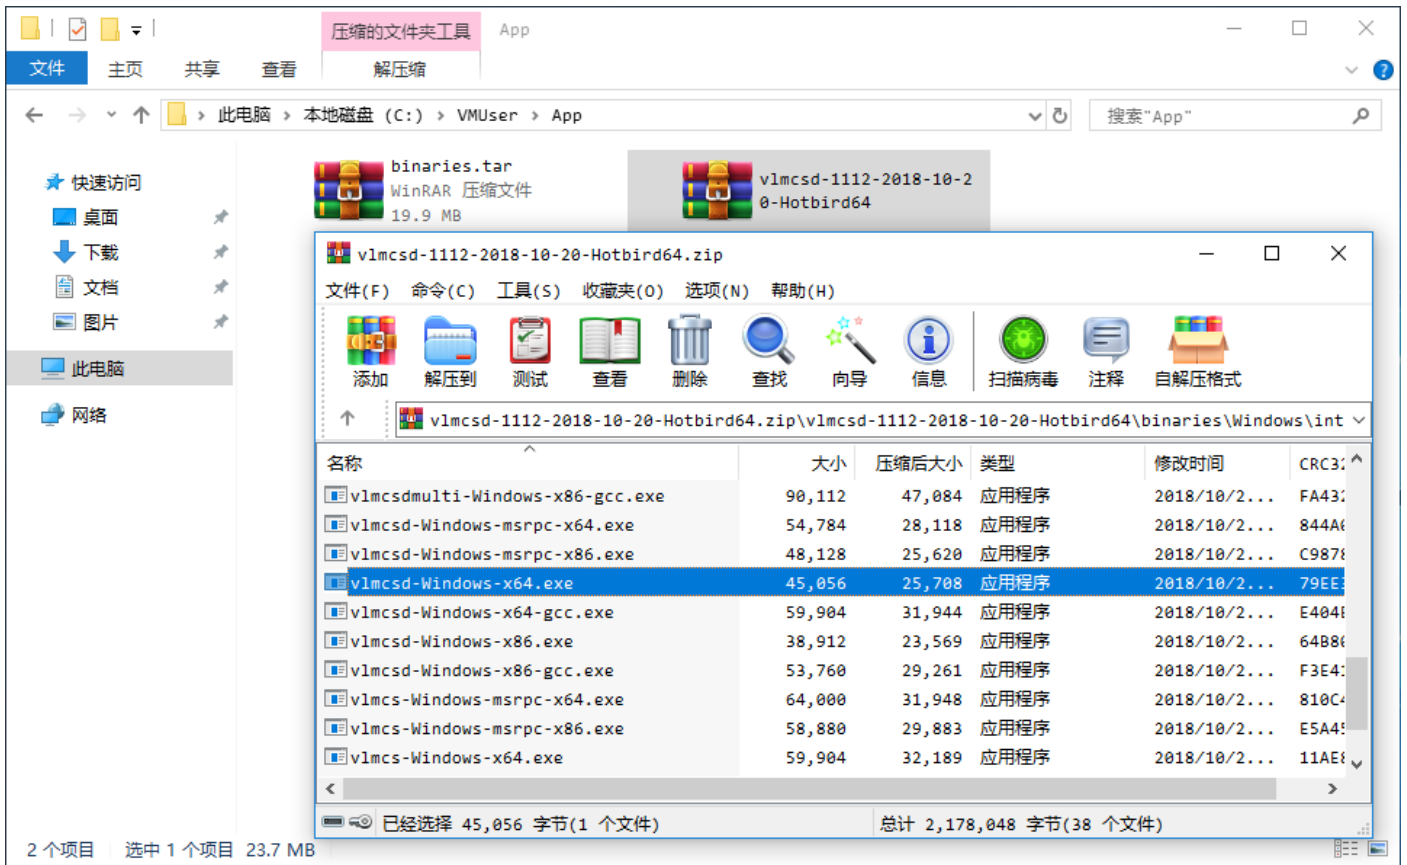 压缩的文件夹工具 App
文件 主页 共享 查看 解压缩
此电脑 › 本地磁盘 (C:) › VMUser › App 搜索"App"
快速访问
桌面
下载
文档
图片
此电脑
网络
binaries.tar
WinRAR 压缩文件
19.9 MB
vlmcsd-1112-2018-10-2
0-Hotbird64
vlmcsd-1112-2018-10-20-Hotbird64.zip
文件(F) 命令(C) 工具(S) 收藏夹(O) 选项(N) 帮助(H)
添加 解压到 测试 查看 删除 查找 向导 信息 扫描病毒 注释 自解压格式
vlmcsd-1112-2018-10-20-Hotbird64.zip\vlmcsd-1112-2018-10-20-Hotbird64\binaries\Windows\int
名称 大小 压缩后大小 类型 修改时间 CRC32
vlmcsdmulti-Windows-x86-gcc.exe 90,112 47,084 应用程序 2018/10/2... FA432
vlmcsd-Windows-msrpc-x64.exe 54,784 28,118 应用程序 2018/10/2... 844A
vlmcsd-Windows-msrpc-x86.exe 48,128 25,620 应用程序 2018/10/2... C987
vlmcsd-Windows-x64.exe 45,056 25,708 应用程序 2018/10/2... 79EE
vlmcsd-Windows-x64-gcc.exe 59,904 31,944 应用程序 2018/10/2... E404
vlmcsd-Windows-x86.exe 38,912 23,569 应用程序 2018/10/2... 64B8
vlmcsd-Windows-x86-gcc.exe 53,760 29,261 应用程序 2018/10/2... F3E4
vlmcs-Windows-msrpc-x64.exe 64,000 31,948 应用程序 2018/10/2... 810C
vlmcs-Windows-msrpc-x86.exe 58,880 29,883 应用程序 2018/10/2... E5A4
vlmcs-Windows-x64.exe 59,904 32,189 应用程序 2018/10/2... 11AE
已经选择 45,056 字节(1 个文件) 总计 2,178,048 字节(38 个文件)
2 个项目 选中 1 个项目 23.7 MB